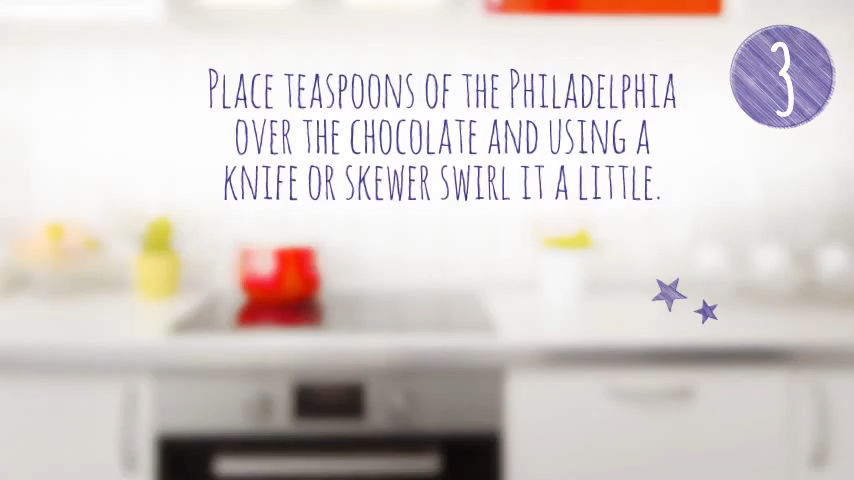 Place teaspoons of the Philadelphia
over the chocolate and using a
knife or skewer swirl it a little.
3